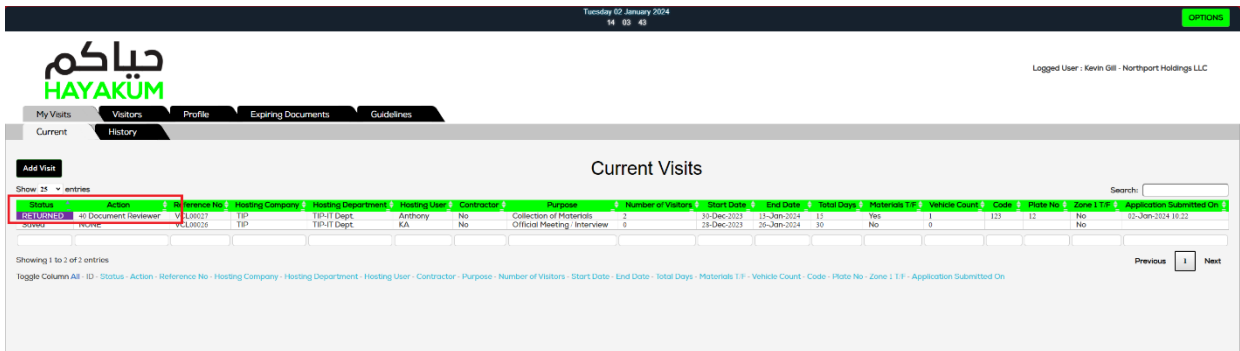 Tuesday 02 January 2024
14 03 43
OPTIONS
حياكم
HAYAKUM
Logged User : Kevin Gill - Northport Holdings LLC
My Visits Visitors Profile Expiring Documents Guidelines
Current History
Add Visit
Current Visits
Show 25 entries
Search:
Status Action Reference No Hosting Company Hosting Department Hosting User Contractor Purpose Number of Visitors Start Date End Date Total Days Materials T/F Vehicle Count Code Plate No Zone 1 T/F Application Submitted On
RETURNED 40 Document Reviewer VCL00027 TIP TIP-IT Dept. Anthony No Collection of Materials 2 30-Dec-2023 13-Jan-2024 15 Yes 1 123 12 No 02-Jan-2024 10.22
Saved NONE VCL00026 TIP TIP-IT Dept. KA No Official Meeting / Interview 0 28-Dec-2023 26-Jan-2024 30 No 0 No
Showing 1 to 2 of 2 entries
Previous 1 Next
Toggle Column All - ID - Status - Action - Reference No - Hosting Company - Hosting Department - Hosting User - Contractor - Purpose - Number of Visitors - Start Date - End Date - Total Days - Materials T/F - Vehicle Count - Code - Plate No - Zone 1 T/F - Application Submitted On